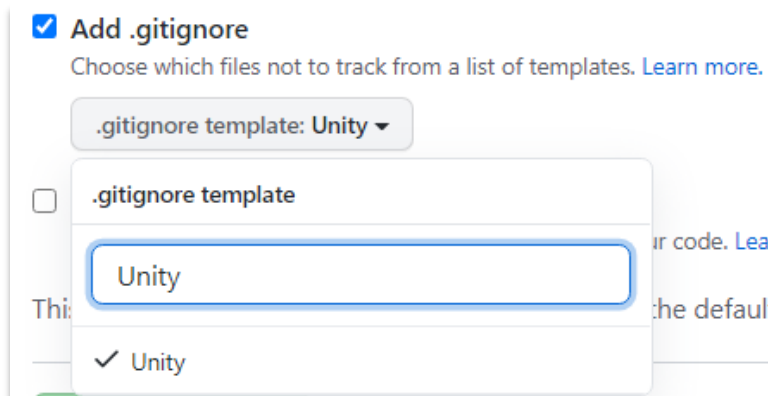 Add .gitignore
Choose which files not to track from a list of templates. Learn more.
.gitignore template: Unity
.gitignore template
ur code. Lea
Unity
This
the defaul
Unity